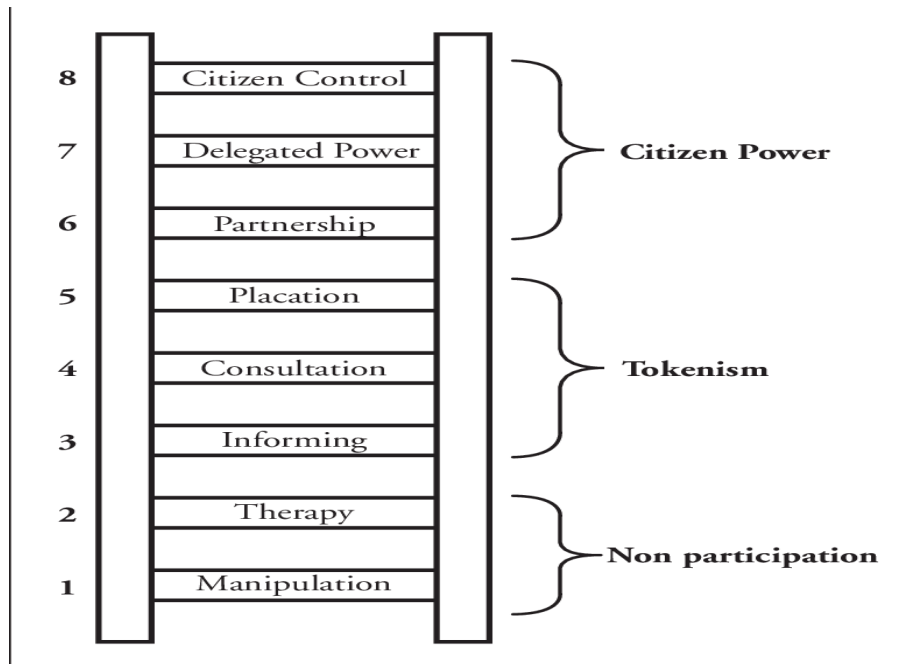 8 Citizen Control
7 Delegated Power
Citizen Power
6 Partnership
5 Placation
4 Consultation
Tokenism
3 Informing
2 Therapy
Non participation
1 Manipulation